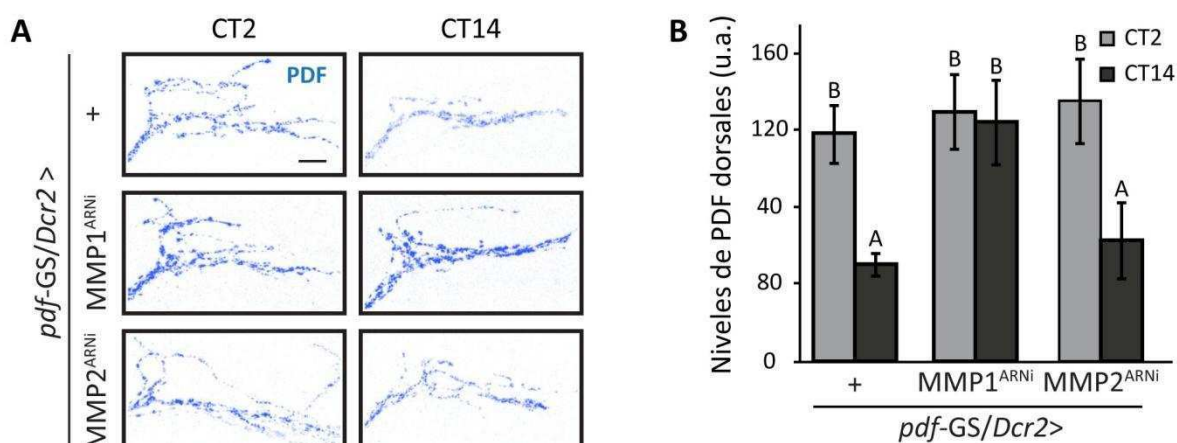 A
CT2
CT14
PDF
pdf-GS/Dcr2 >
+
MMP1ARNi
MMP2ARNi
B
Niveles de PDF dorsales (u.a.)
160
120
40
80
0
CT2
CT14
B
A
B
B
B
A
+
MMP1ARNi
MMP2ARNi
pdf-GS/Dcr2>